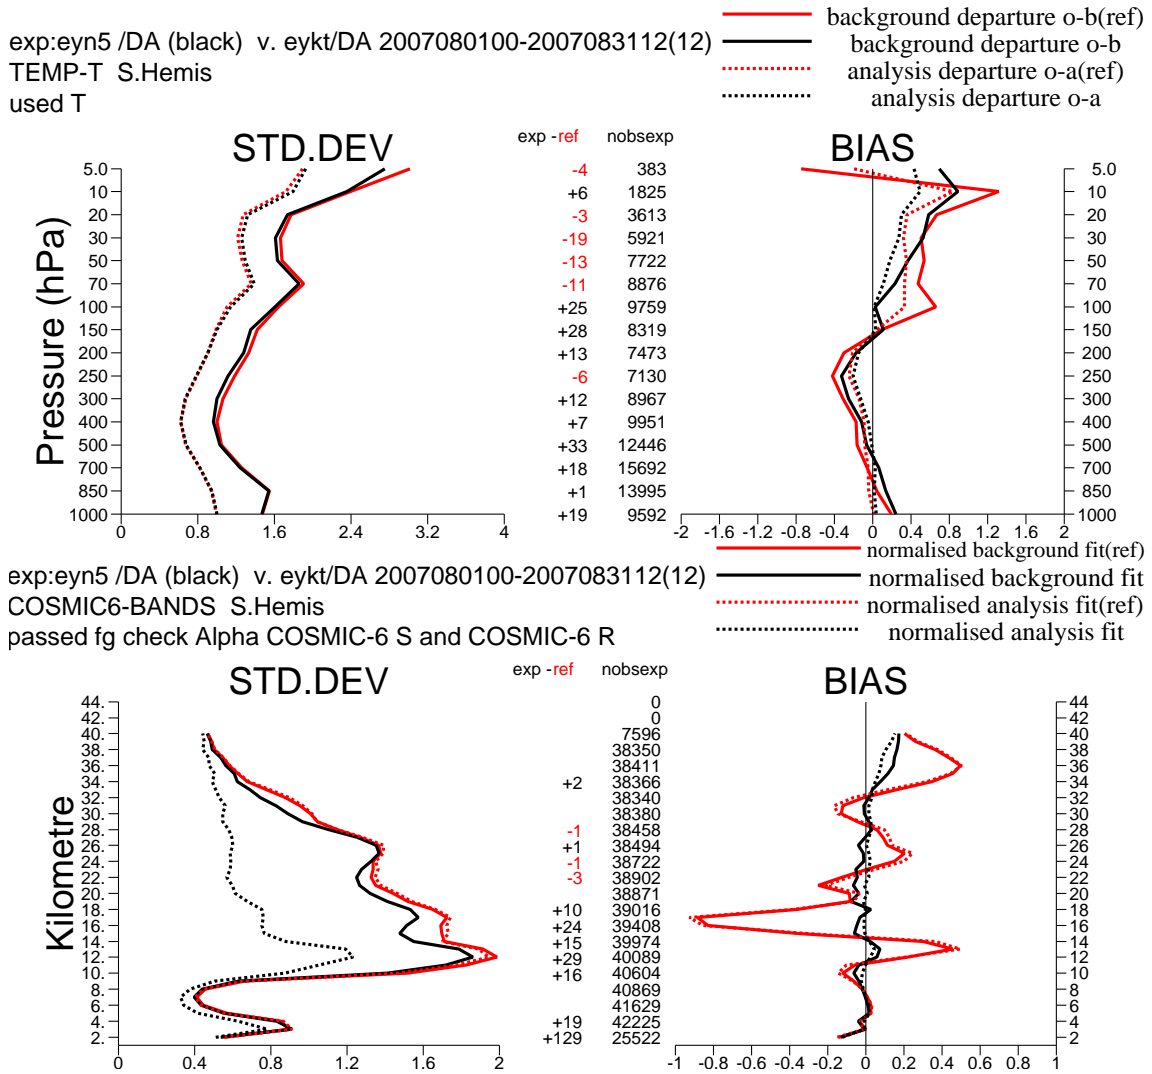 exp:eyn5 /DA (black) v. eykt/DA 2007080100-2007083112(12)
TEMP-T S.Hemis
used T
background departure o-b(ref)
background departure o-b
analysis departure o-a(ref)
analysis departure o-a
STD.DEV
exp - ref nobsexp
BIAS
Pressure (hPa)
5.0 -4 383 5.0
10 +6 1825 10
20 -3 3613 20
30 -19 5921 30
50 -13 7722 50
70 -11 8876 70
100 +25 9759 100
150 +28 8319 150
200 +13 7473 200
250 -6 7130 250
300 +12 8967 300
400 +7 9951 400
500 +33 12446 500
700 +18 15692 700
850 +1 13995 850
1000 +19 9592 1000
0 0.8 1.6 2.4 3.2 4
-2 -1.6 -1.2 -0.8 -0.4 0 0.4 0.8 1.2 1.6 2
exp:eyn5 /DA (black) v. eykt/DA 2007080100-2007083112(12)
COSMIC6-BANDS S.Hemis
passed fg check Alpha COSMIC-6 S and COSMIC-6 R
normalised background fit(ref)
normalised background fit
normalised analysis fit(ref)
normalised analysis fit
STD.DEV
exp - ref nobsexp
BIAS
Kilometre
44. 0 44
42. 0 42
40. 7596 40
38. 38350 38
36. 38411 36
34. +2 38366 34
32. 38340 32
30. 38380 30
28. -1 38458 28
26. +1 38494 26
24. -1 38722 24
22. -3 38902 22
20. 38871 20
18. +10 39016 18
16. +24 39408 16
14. +15 39974 14
12. +29 40089 12
10. +16 40604 10
8. 40869 8
6. 41629 6
4. +19 42225 4
2. +129 25522 2
0 0.4 0.8 1.2 1.6 2
-1 -0.8 -0.6 -0.4 -0.2 0 0.2 0.4 0.6 0.8 1